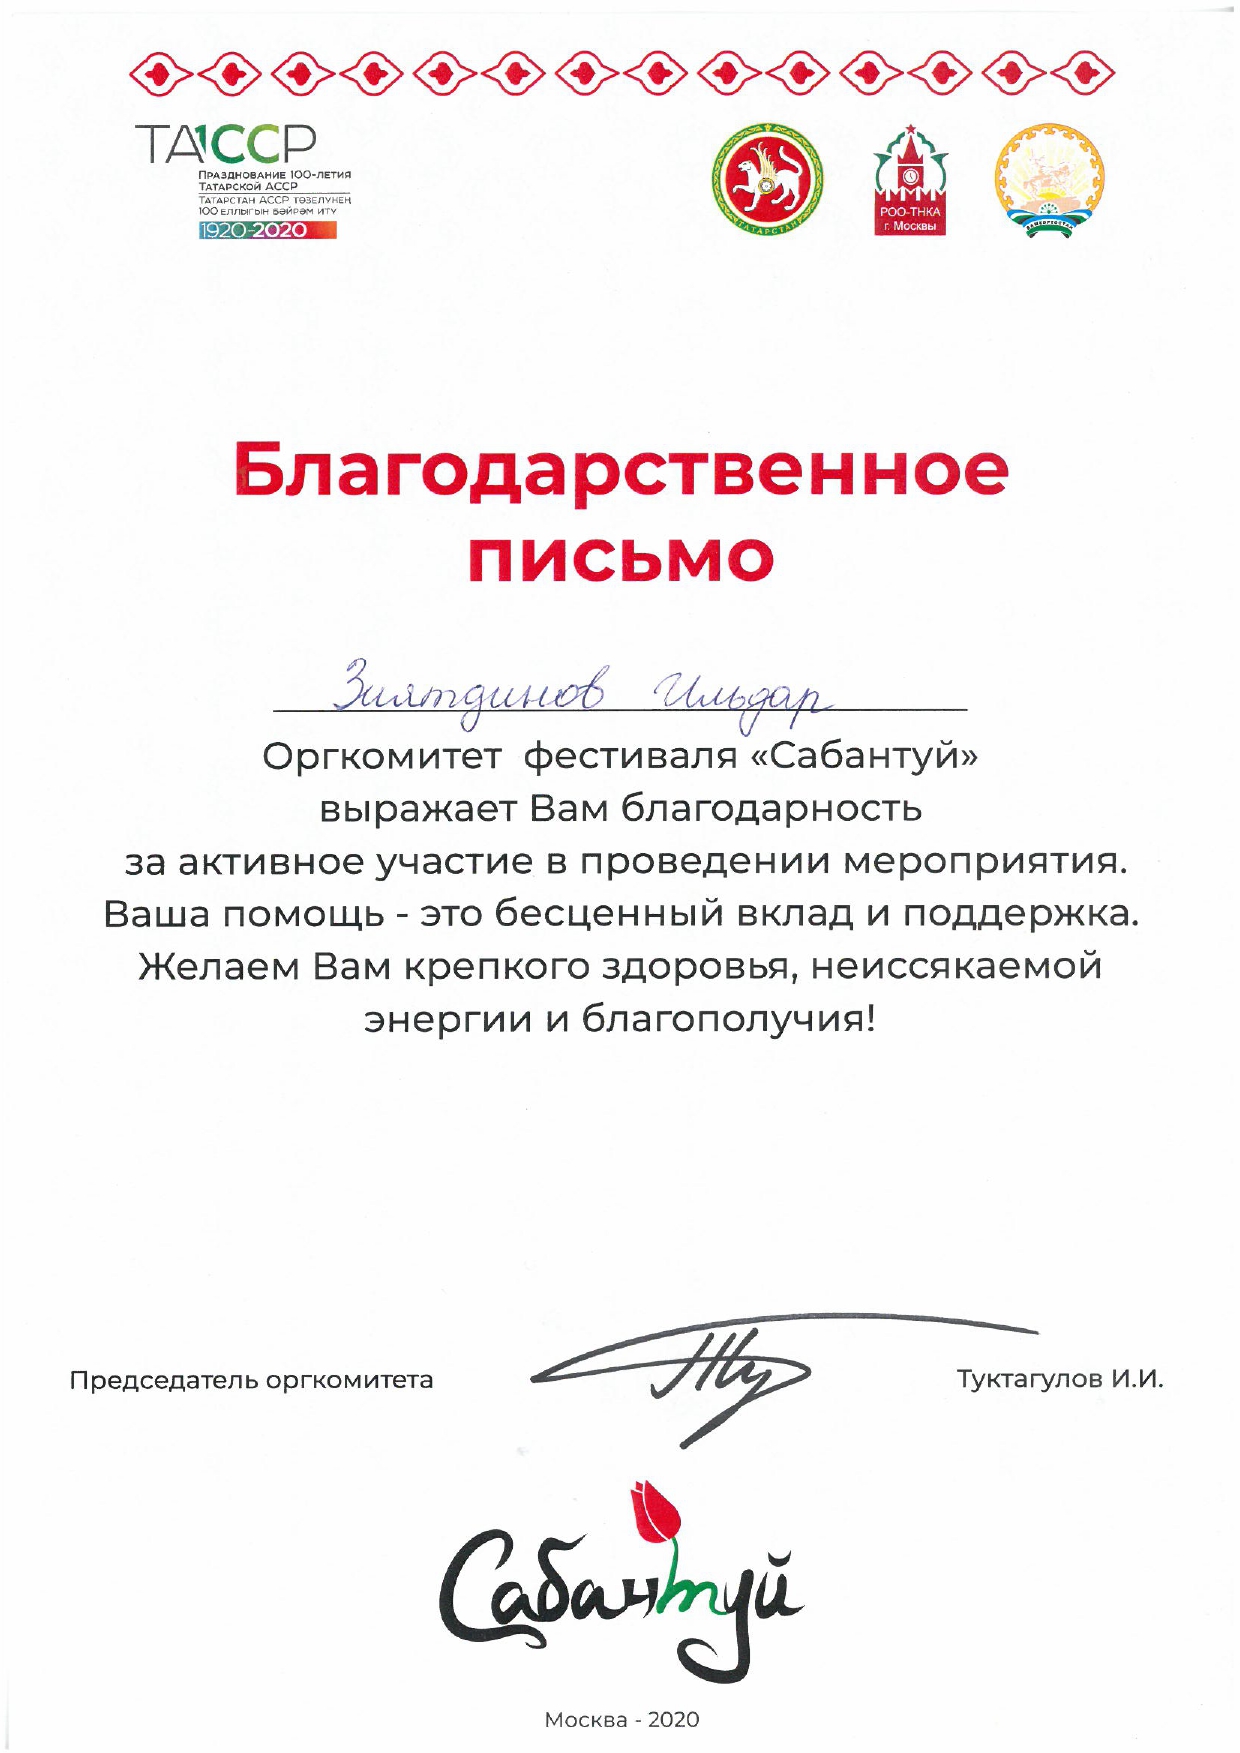 ТАССР
ПРАЗДНОВАНИЕ 100-ЛЕТИЯ
ТАТАРСКОЙ АССР
ТАТАРСТАН АССР ТӨЗЕЛҮНЕҢ
100 ЕЛЛЫГЫН БӘЙРӘМ ИТҮ
1920-2020
ТАТАРСТАН
РОО-ТНКА
г. Москвы
БАШКОРТОСТАН
Благодарственное
письмо
Зиятдинов Ильдар
Оргкомитет фестиваля «Сабантуй»
выражает Вам благодарность
за активное участие в проведении мероприятия.
Ваша помощь - это бесценный вклад и поддержка.
Желаем Вам крепкого здоровья, неиссякаемой
энергии и благополучия!
Председатель оргкомитета
Туктагулов И.И.
Сабантуй
Москва - 2020